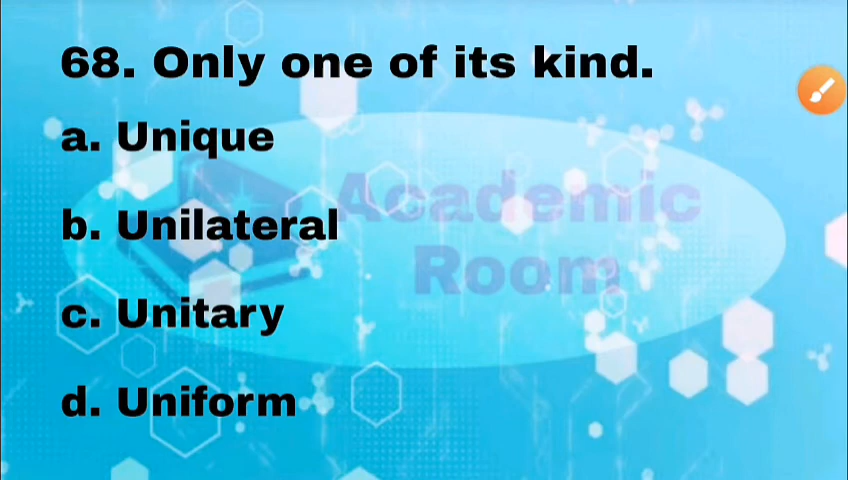 68. Only one of its kind.
a. Unique
b. Unilateral
c. Unitary
d. Uniform
Academic
Room